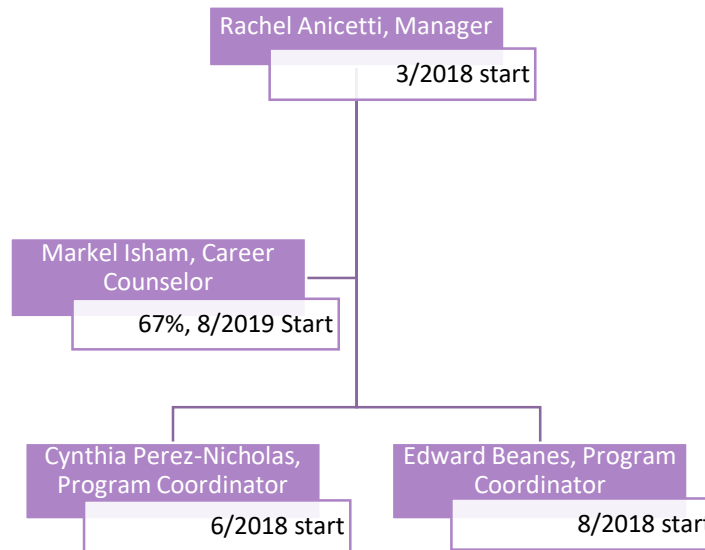 Rachel Anicetti, Manager
3/2018 start
Markel Isham, Career
Counselor
67%, 8/2019 Start
Cynthia Perez-Nicholas,
Program Coordinator
6/2018 start
Edward Beanes, Program
Coordinator
8/2018 start